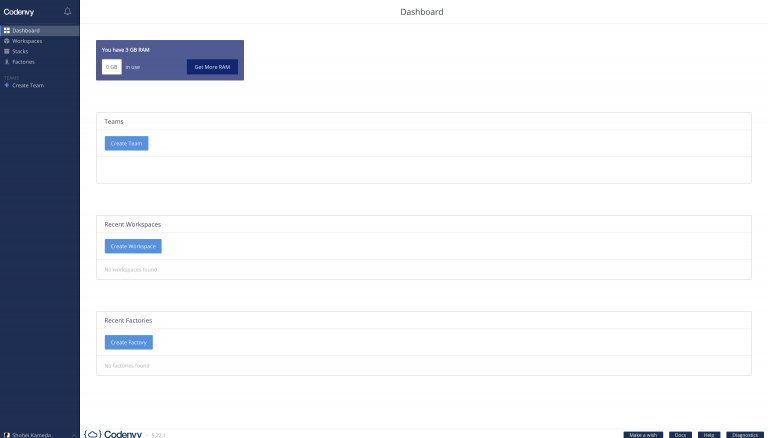 Codenvy
Dashboard
Workspaces
Stacks
Factories
TEAMS
+ Create Team
Shohei Kameda
Dashboard
You have 3 GB RAM
0 GB in use
Get More RAM
Teams
Create Team
Recent Workspaces
Create Workspace
No workspaces found
Recent Factories
Create Factory
No factories found
Codenvy - 5.22.1
Make a wish
Docs
Help
Diagnostics